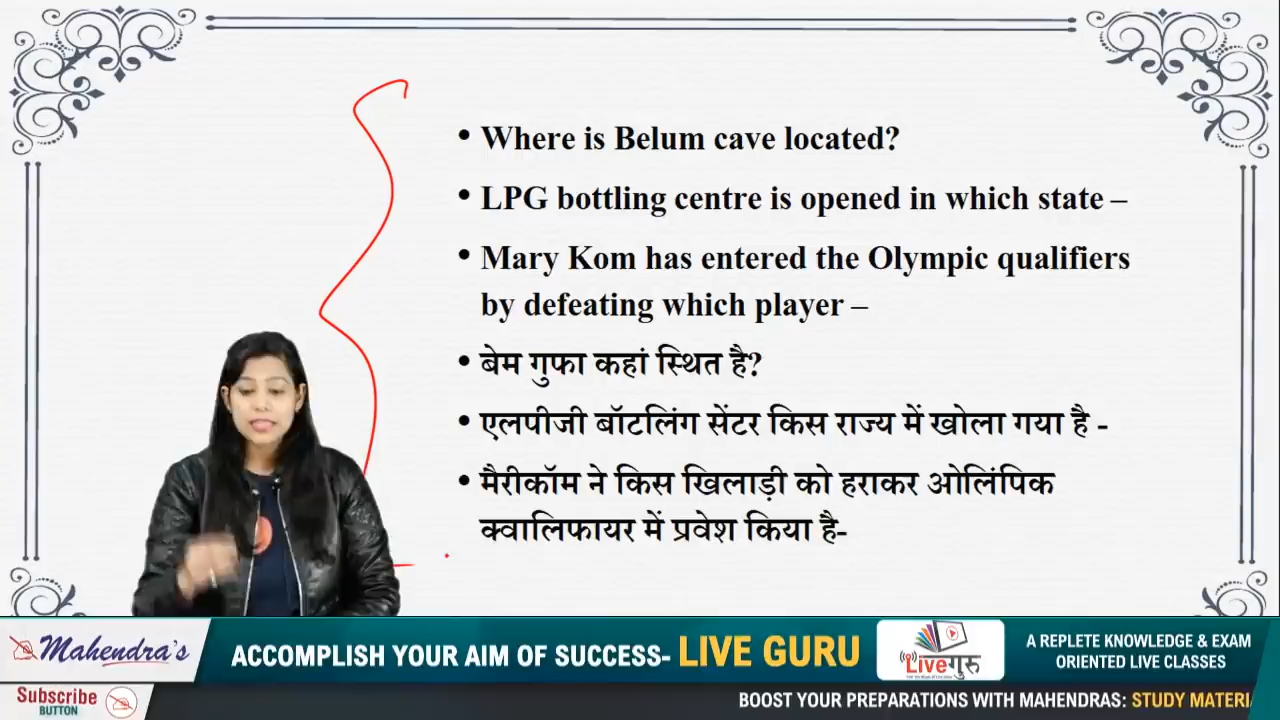 • Where is Belum cave located?
• LPG bottling centre is opened in which state –
• Mary Kom has entered the Olympic qualifiers
by defeating which player –
• बेम गुफा कहां स्थित है?
• एलपीजी बॉटलिंग सेंटर किस राज्य में खोला गया है -
• मैरीकॉम ने किस खिलाड़ी को हराकर ओलिंपिक
क्वालिफायर में प्रवेश किया है-
Mahendra's
ACCOMPLISH YOUR AIM OF SUCCESS- LIVE GURU
Live गुरु
A REPLETE KNOWLEDGE & EXAM
ORIENTED LIVE CLASSES
Subscribe
BUTTON
BOOST YOUR PREPARATIONS WITH MAHENDRAS: STUDY MATERI